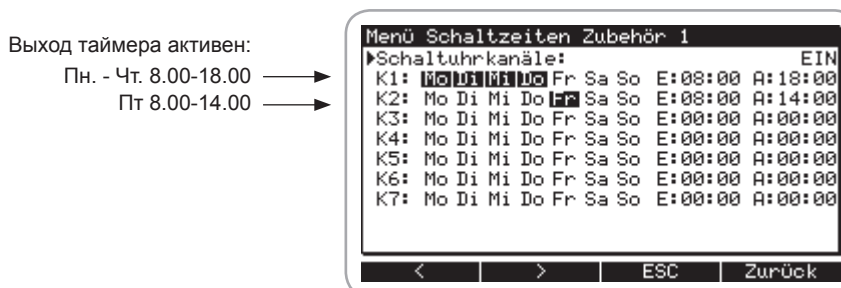 Выход таймера активен:
Пн. - Чт. 8.00-18.00
Пт 8.00-14.00
Menü Schaltzeiten Zubehör 1
▶Schaltuhrkanäle: EIN
K1: Mo Di Mi Do Fr Sa So E:08:00 A:18:00
K2: Mo Di Mi Do Fr Sa So E:08:00 A:14:00
K3: Mo Di Mi Do Fr Sa So E:00:00 A:00:00
K4: Mo Di Mi Do Fr Sa So E:00:00 A:00:00
K5: Mo Di Mi Do Fr Sa So E:00:00 A:00:00
K6: Mo Di Mi Do Fr Sa So E:00:00 A:00:00
K7: Mo Di Mi Do Fr Sa So E:00:00 A:00:00
< > ESC Zurück